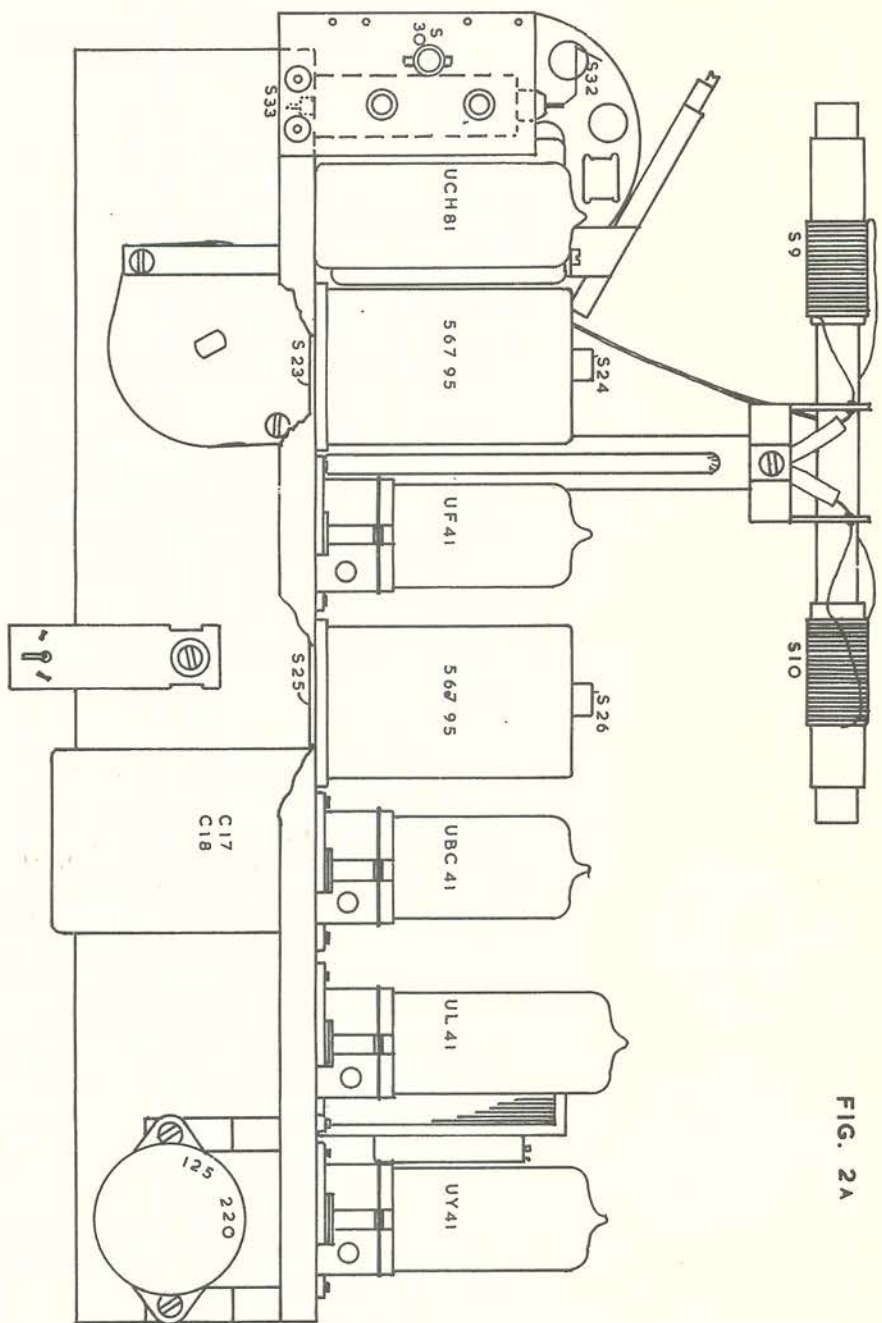 FIG. 2A
S9
S10
S
30
S32
S33
UCH81
567 95
S24
S23
UF41
567 95
S26
S25
UBC41
C17
C18
UL41
UY41
125
220